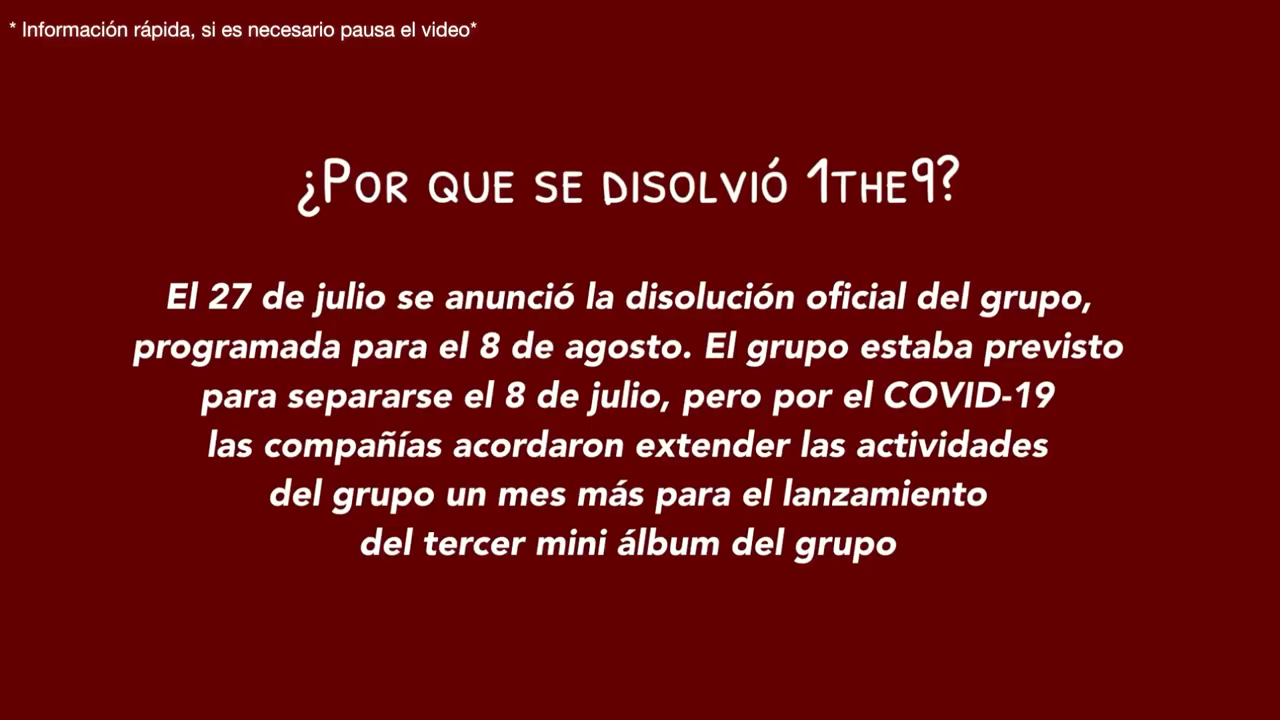 * Información rápida, si es necesario pausa el video*
¿Por que se disolvió 1the9?
El 27 de julio se anunció la disolución oficial del grupo,
programada para el 8 de agosto. El grupo estaba previsto
para separarse el 8 de julio, pero por el COVID-19
las compañías acordaron extender las actividades
del grupo un mes más para el lanzamiento
del tercer mini álbum del grupo